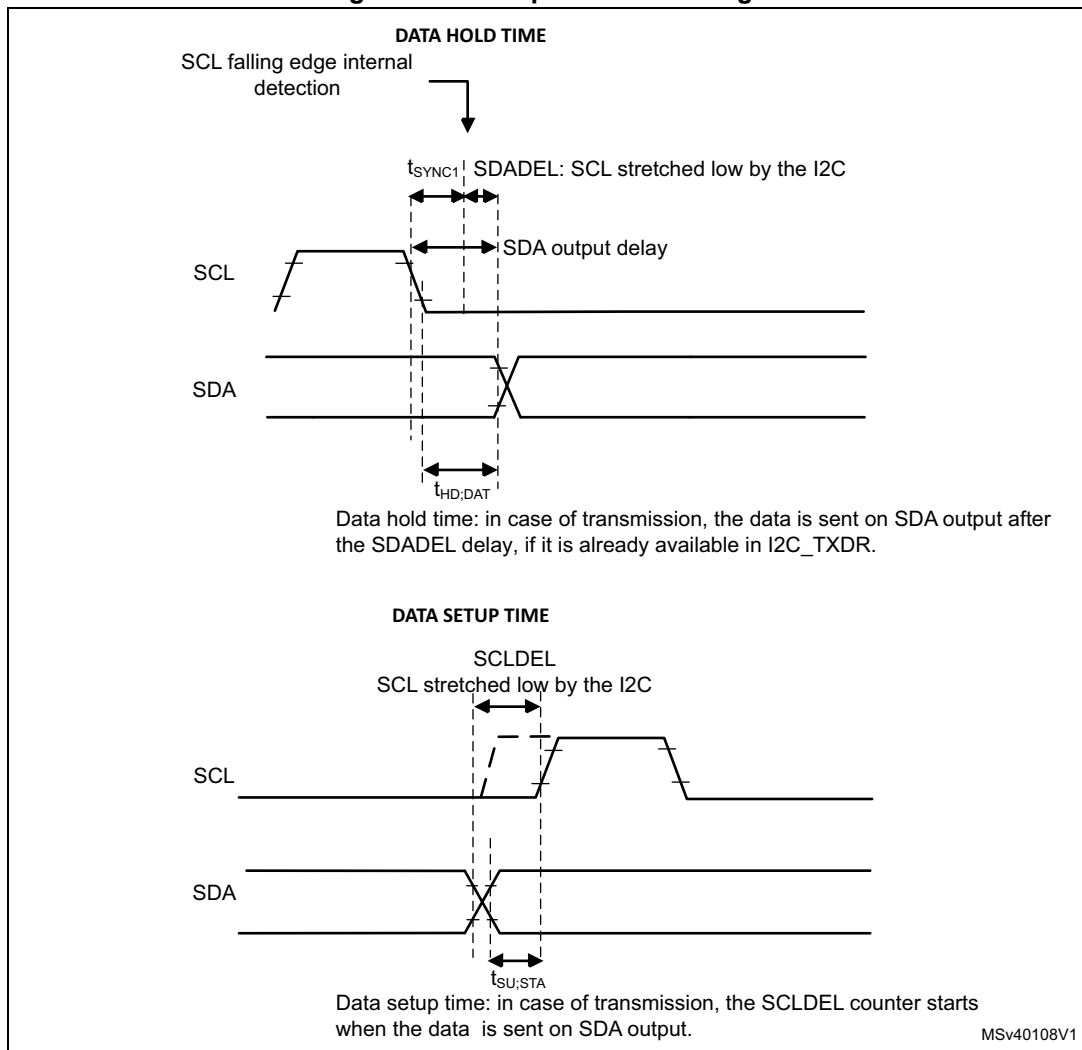 DATA HOLD TIME
SCL falling edge internal
detection
tSYNC1
SDADEL: SCL stretched low by the I2C
SDA output delay
SCL
SDA
tHD;DAT
Data hold time: in case of transmission, the data is sent on SDA output after
the SDADEL delay, if it is already available in I2C_TXDR.
DATA SETUP TIME
SCLDEL
SCL stretched low by the I2C
SCL
SDA
tSU;STA
Data setup time: in case of transmission, the SCLDEL counter starts
when the data is sent on SDA output.
MSv40108V1